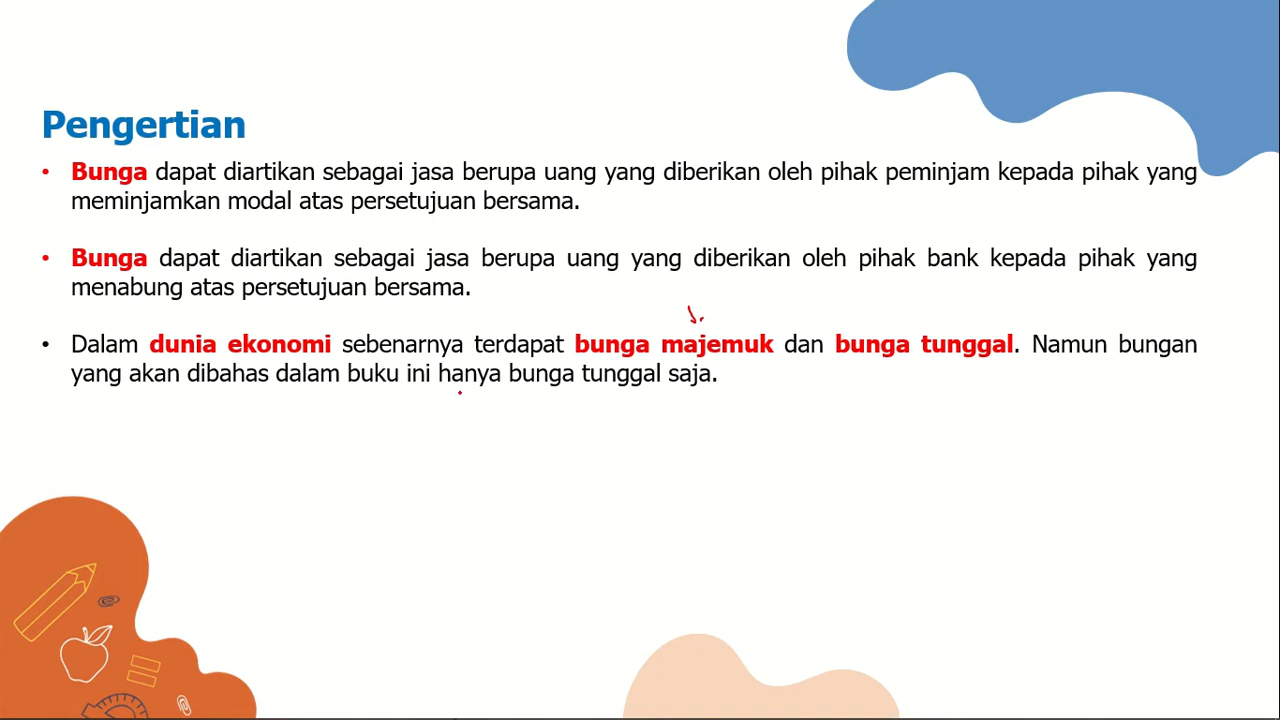 Pengertian
• Bunga dapat diartikan sebagai jasa berupa uang yang diberikan oleh pihak peminjam kepada pihak yang
meminjamkan modal atas persetujuan bersama.
• Bunga dapat diartikan sebagai jasa berupa uang yang diberikan oleh pihak bank kepada pihak yang
menabung atas persetujuan bersama.
• Dalam dunia ekonomi sebenarnya terdapat bunga majemuk dan bunga tunggal. Namun bungan
yang akan dibahas dalam buku ini hanya bunga tunggal saja.